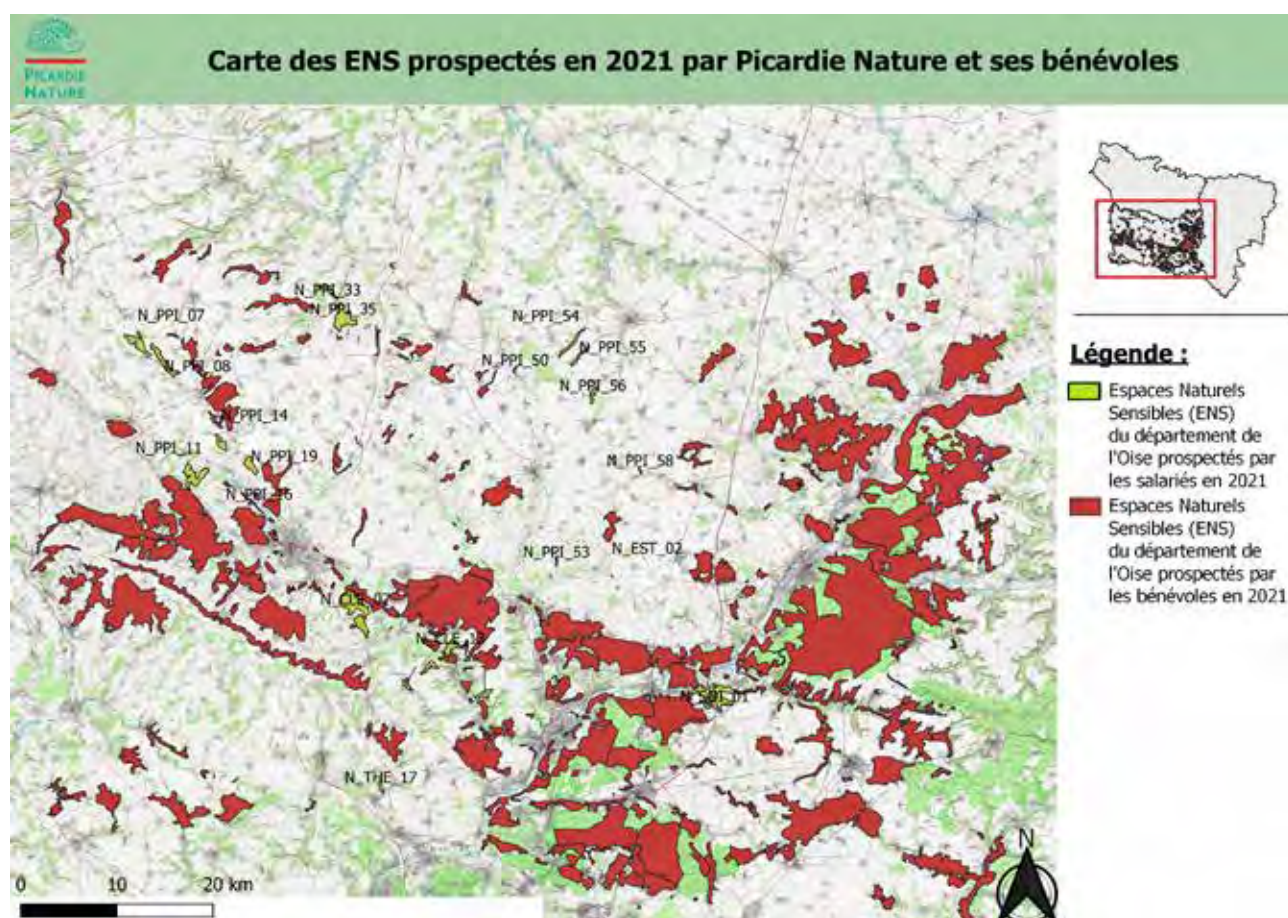 PICARDIE
NATURE
Carte des ENS prospectés en 2021 par Picardie Nature et ses bénévoles
N_PPI_33
N_PPI_07
N_PPI_35
N_PPI_54
N_PPI_55
N_PPI_50
N_PPI_08
N_PPI_56
N_PPI_14
N_PPI_11
N_PPI_19
N_PPI_58
N_PPI_16
N_PPI_53
N_EST_02
N_THE_17
N
0 10 20 km
Légende :
Espaces Naturels
Sensibles (ENS)
du département de
l'Oise prospectés par
les salariés en 2021
Espaces Naturels
Sensibles (ENS)
du département de
l'Oise prospectés par
les bénévoles en 2021